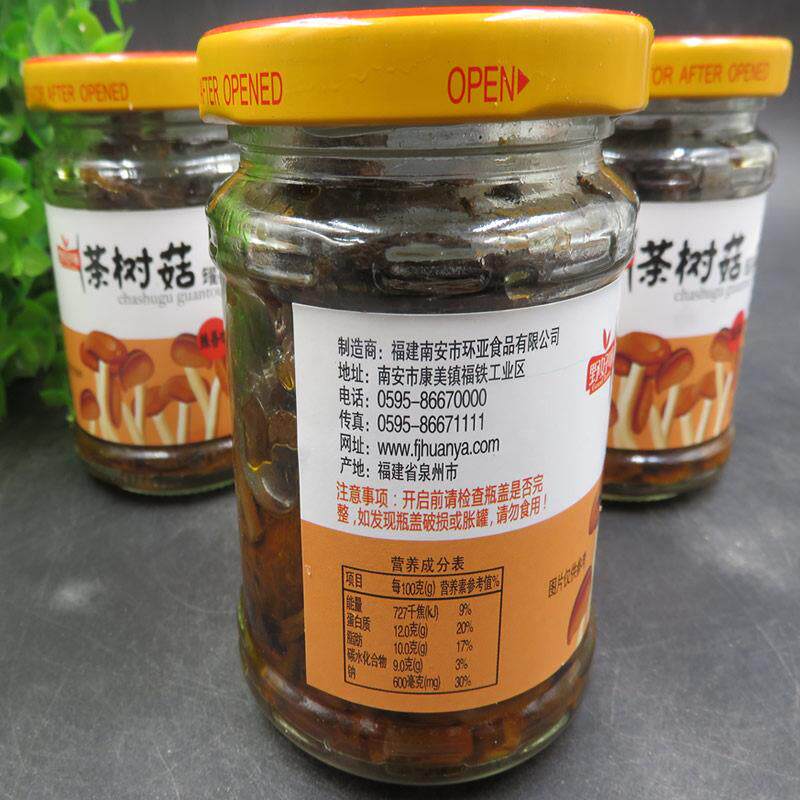 AFTER OPENED
OPEN
AFTER OPENED
AFTER OPENED
茶树菇
chashugu
茶树菇
chashugu
制造商：福建南安市环亚食品有限公司
地址：南安市康美镇福铁工业区
电话：0595-86670000
传真：0595-86671111
网址：www.fjhuanya.com
产地：福建省泉州市
注意事项：开启前请检查瓶盖是否完
整，如发现瓶盖破损或胀罐，请勿食用！
营养成分表
项目 每100克(g) 营养素参考值%
能量 727千焦(kJ) 9%
蛋白质 12.0克(g) 20%
脂肪 10.0克(g) 17%
碳水化合物 9.0克(g) 3%
钠 600毫克(mg) 30%
图片仅供参考